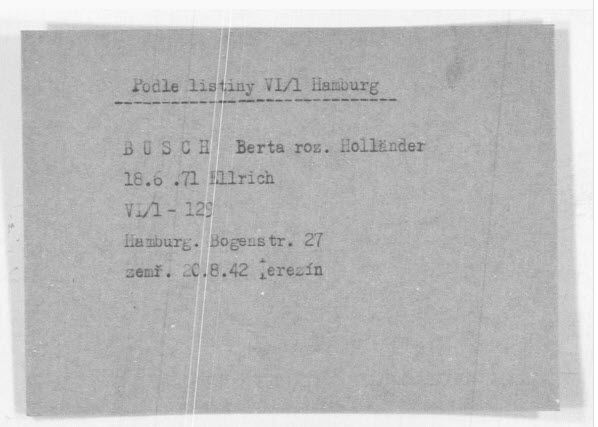 Podle listiny VI/1 Hamburg
B U S C H Berta roz. Holländer
18.6 .71 Ellrich
VI/1 - 129
Hamburg. Bogenstr. 27
zemř. 20.8.42 Terezín